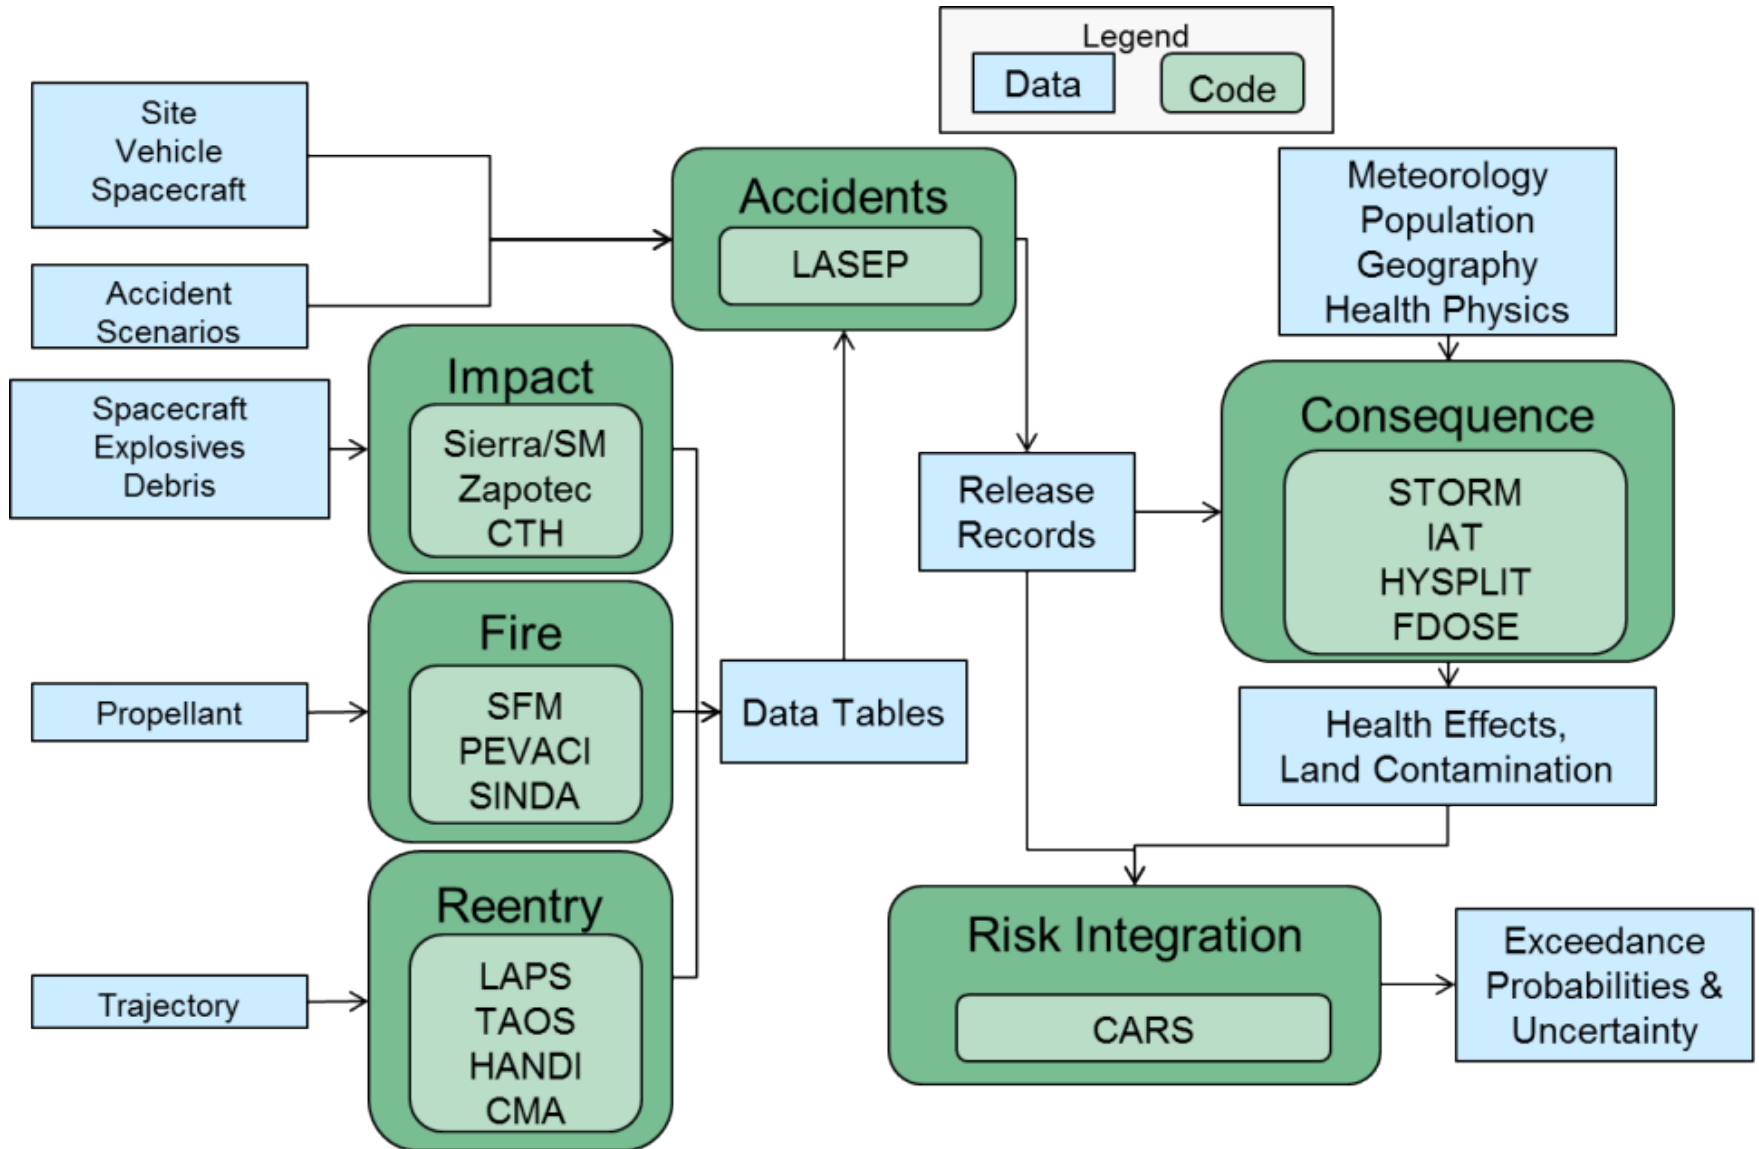 Legend
Data
Code
Site
Vehicle
Spacecraft
Accident
Scenarios
Accidents
LASEP
Meteorology
Population
Geography
Health Physics
Spacecraft
Explosives
Debris
Impact
Sierra/SM
Zapotec
CTH
Release
Records
Consequence
STORM
IAT
HYSPLIT
FDOSE
Propellant
Fire
SFM
PEVACI
SINDA
Data Tables
Health Effects,
Land Contamination
Trajectory
Reentry
LAPS
TAOS
HANDI
CMA
Risk Integration
CARS
Exceedance
Probabilities &
Uncertainty